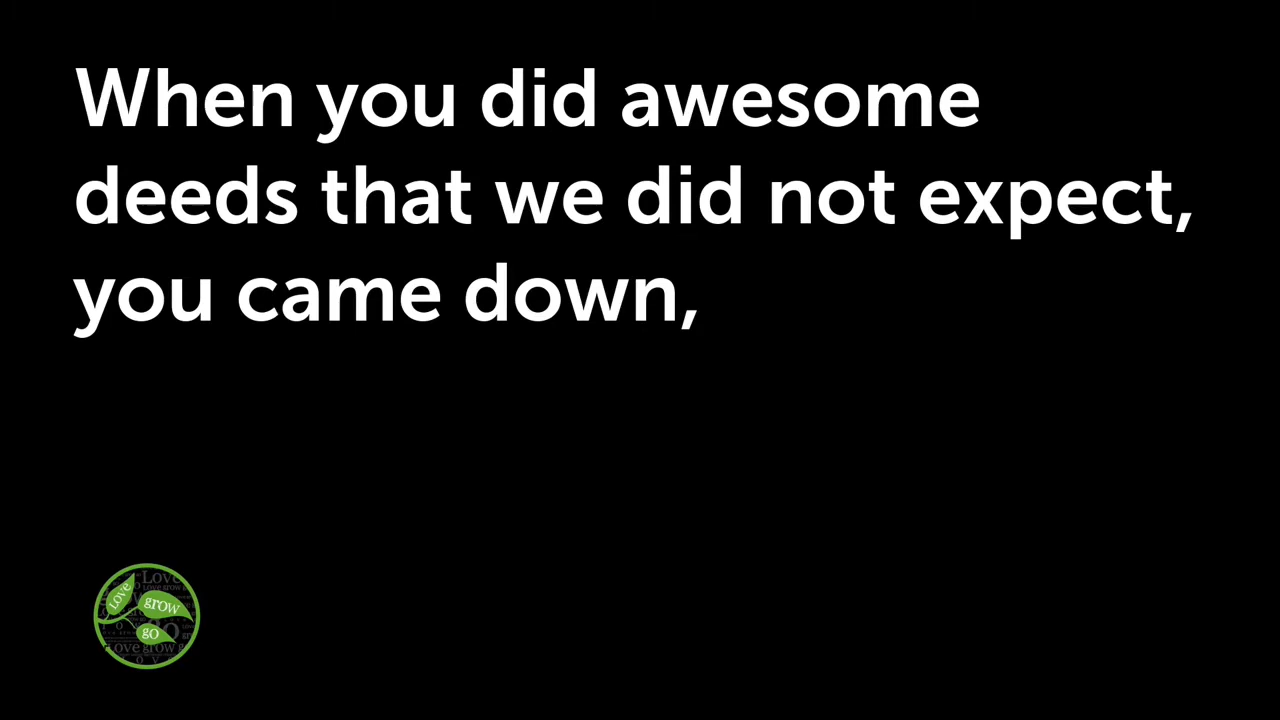 When you did awesome
deeds that we did not expect,
you came down,
Love
grow
go